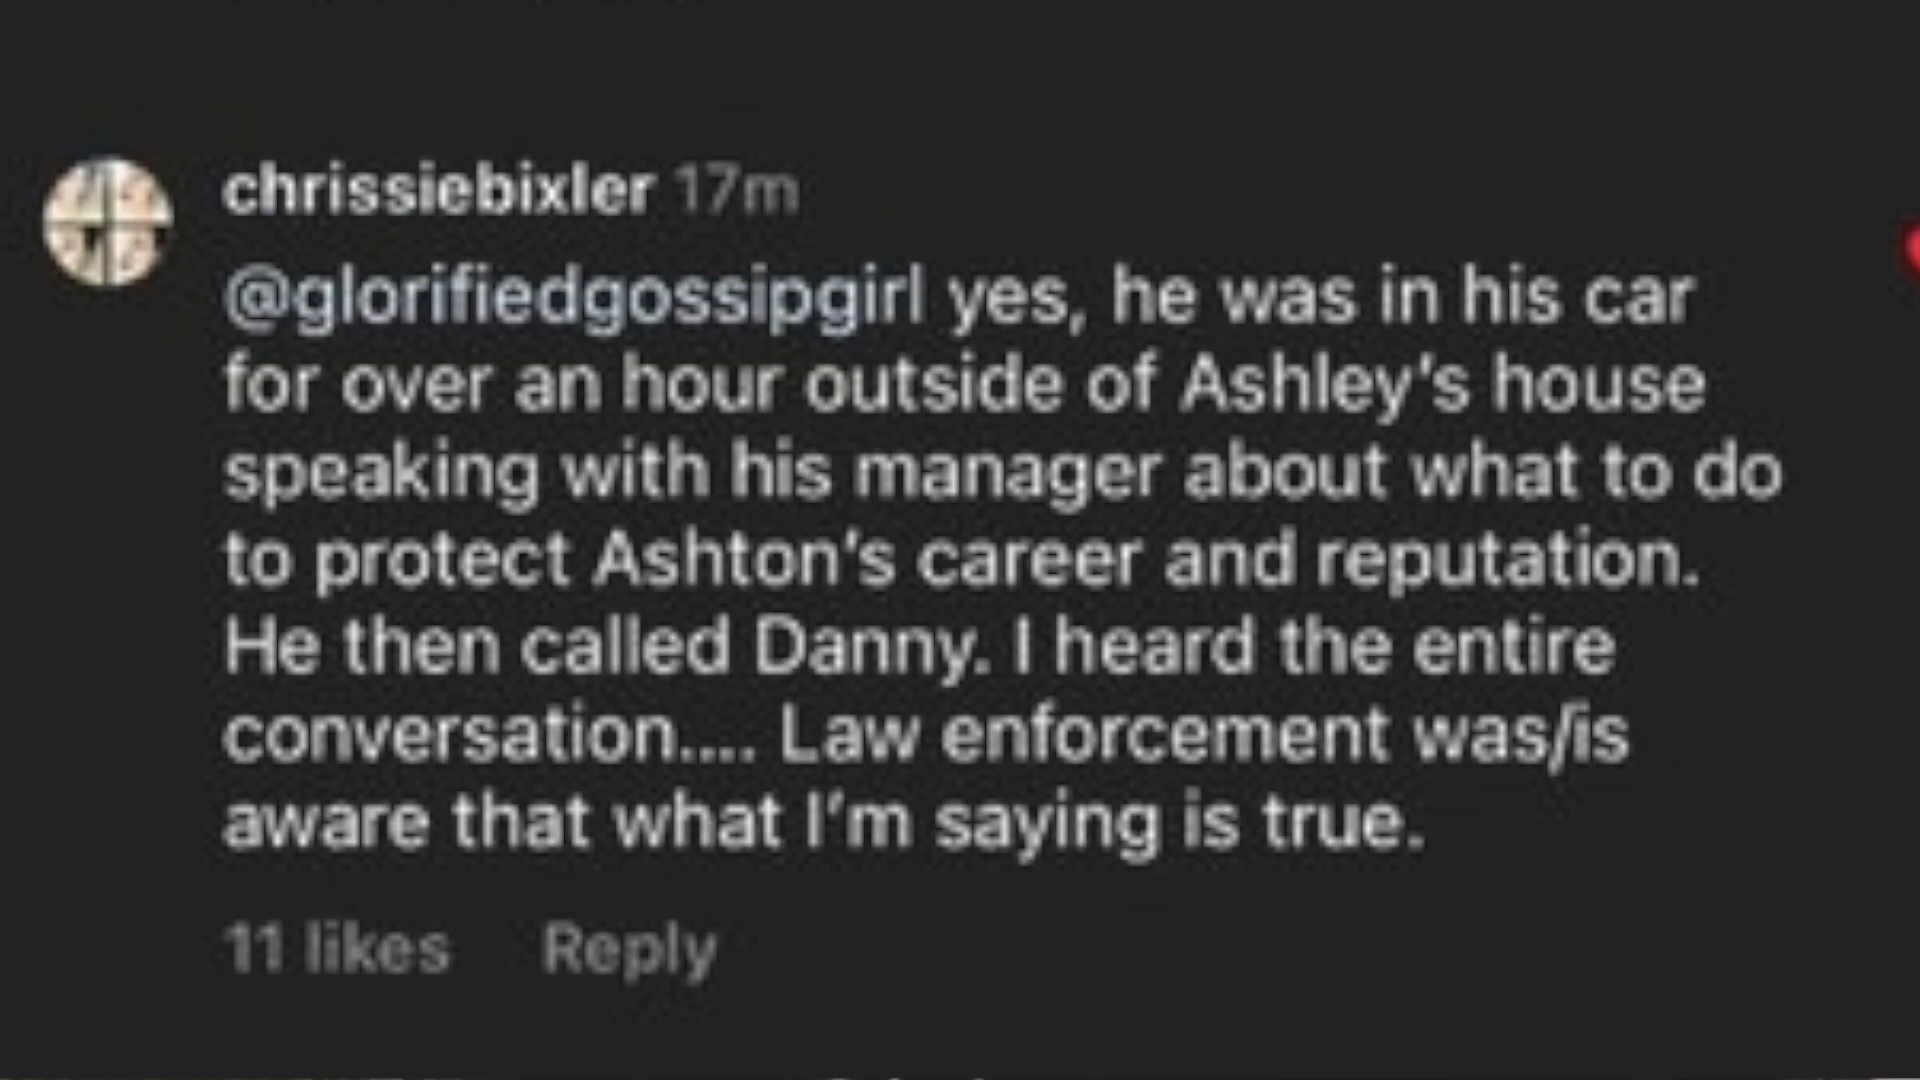 chrissiebixler 17m
@glorifiedgossipgirl yes, he was in his car
for over an hour outside of Ashley's house
speaking with his manager about what to do
to protect Ashton's career and reputation.
He then called Danny. I heard the entire
conversation.... Law enforcement was/is
aware that what I'm saying is true.
11 likes Reply